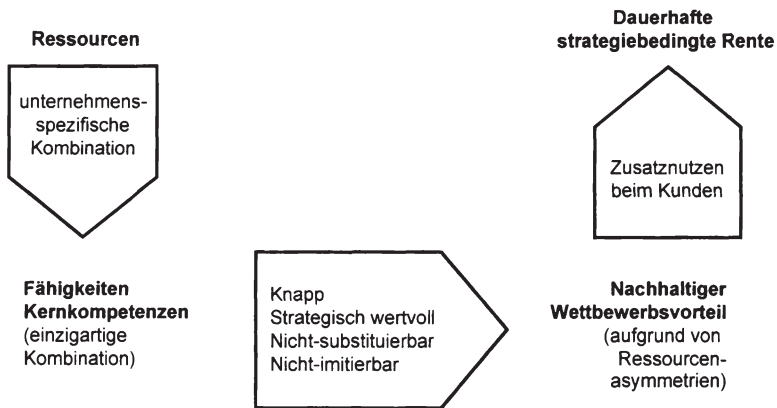 Ressourcen
unternehmens-
spezifische
Kombination
Fähigkeiten
Kernkompetenzen
(einzigartige
Kombination)
Knapp
Strategisch wertvoll
Nicht-substituierbar
Nicht-imitierbar
Nachhaltiger
Wettbewerbsvorteil
(aufgrund von
Ressourcen-
asymmetrien)
Zusatznutzen
beim Kunden
Dauerhafte
strategiebedingte Rente